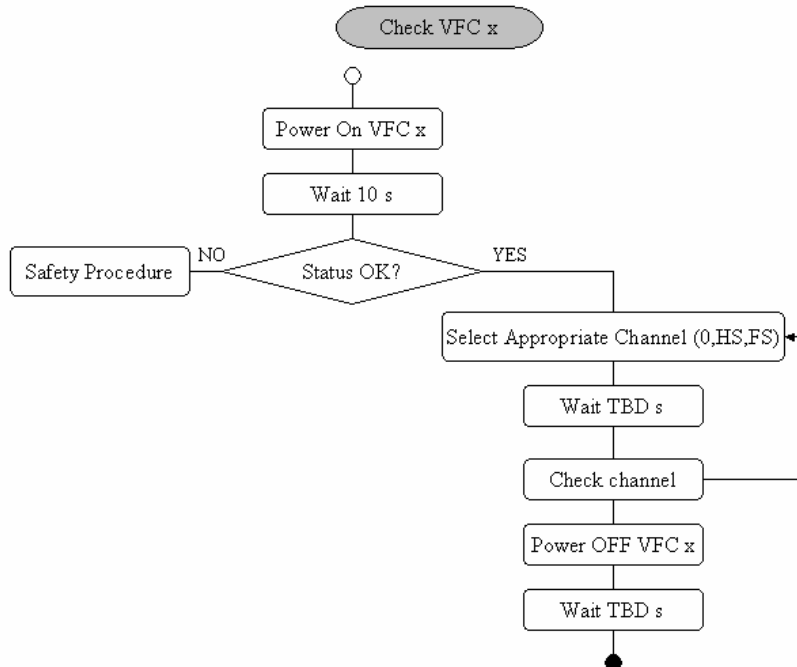 Check VFC x
Power On VFC x
Wait 10 s
NO
YES
Safety Procedure
Status OK?
Select Appropriate Channel (0,HS,FS)
Wait TBD s
Check channel
Power OFF VFC x
Wait TBD s